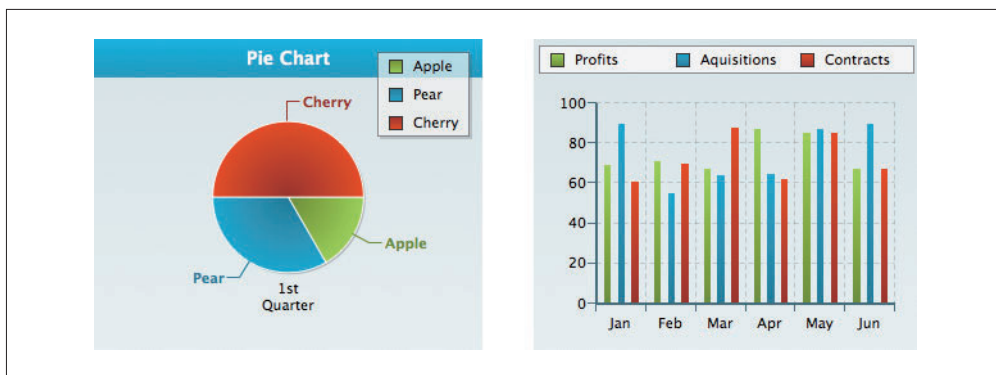 Pie Chart
Apple
Pear
Cherry
Cherry
Apple
Pear
1st
Quarter
Profits Aquisitions Contracts
100
80
60
40
20
0
Jan Feb Mar Apr May Jun